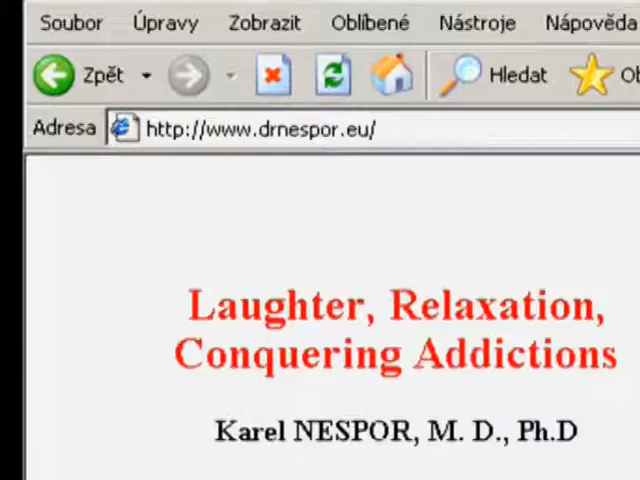 Soubor Úpravy Zobrazit Oblíbené Nástroje Nápověda
Zpět Hledat
Adresa http://www.drnespor.eu/
Laughter, Relaxation,
Conquering Addictions
Karel NESPOR, M. D., Ph.D